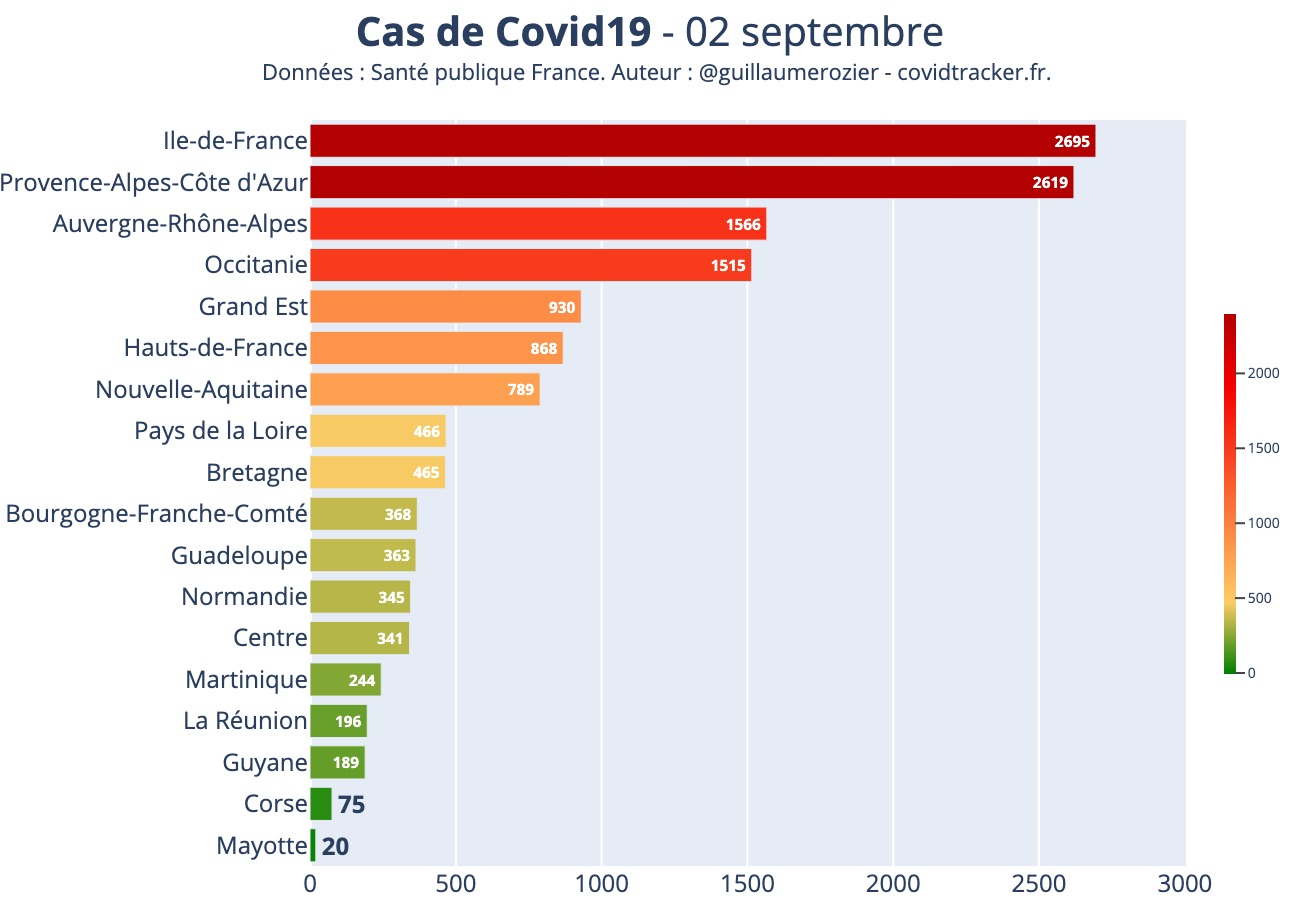 Cas de Covid19 - 02 septembre
Données : Santé publique France. Auteur : @guillaumerozier - covidtracker.fr.
Ile-de-France 2695
Provence-Alpes-Côte d'Azur 2619
Auvergne-Rhône-Alpes 1566
Occitanie 1515
Grand Est 930
Hauts-de-France 868
Nouvelle-Aquitaine 789
Pays de la Loire 466
Bretagne 465
Bourgogne-Franche-Comté 368
Guadeloupe 363
Normandie 345
Centre 341
Martinique 244
La Réunion 196
Guyane 189
Corse 75
Mayotte 20
0 500 1000 1500 2000 2500 3000
2000
1500
1000
500
0